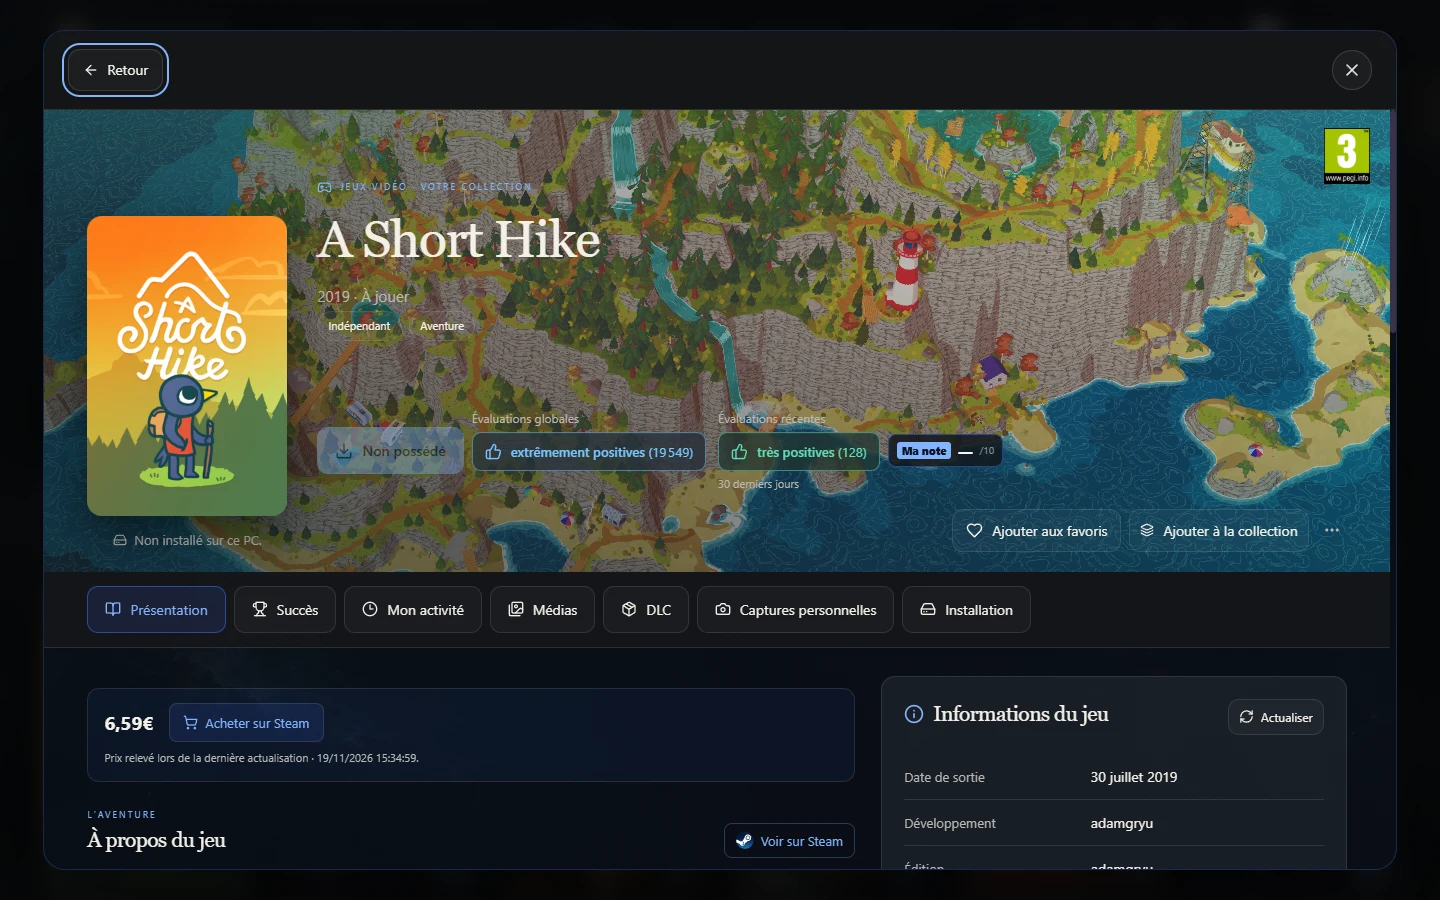 Retour
3
www.pegi.info
JEUX VIDÉO · VOTRE COLLECTION
A Short Hike
A Short Hike
2019 · À jouer
Indépendant
Aventure
Non possédé
Évaluations globales
extrêmement positives (19 549)
Évaluations récentes
très positives (128)
30 derniers jours
Ma note — /10
Non installé sur ce PC.
Ajouter aux favoris
Ajouter à la collection
Présentation
Succès
Mon activité
Médias
DLC
Captures personnelles
Installation
6,59€
Acheter sur Steam
Prix relevé lors de la dernière actualisation · 19/11/2026 15:34:59.
L'AVENTURE
À propos du jeu
Voir sur Steam
Informations du jeu
Actualiser
Date de sortie
30 juillet 2019
Développement
adamgryu
Édition
adamgryu